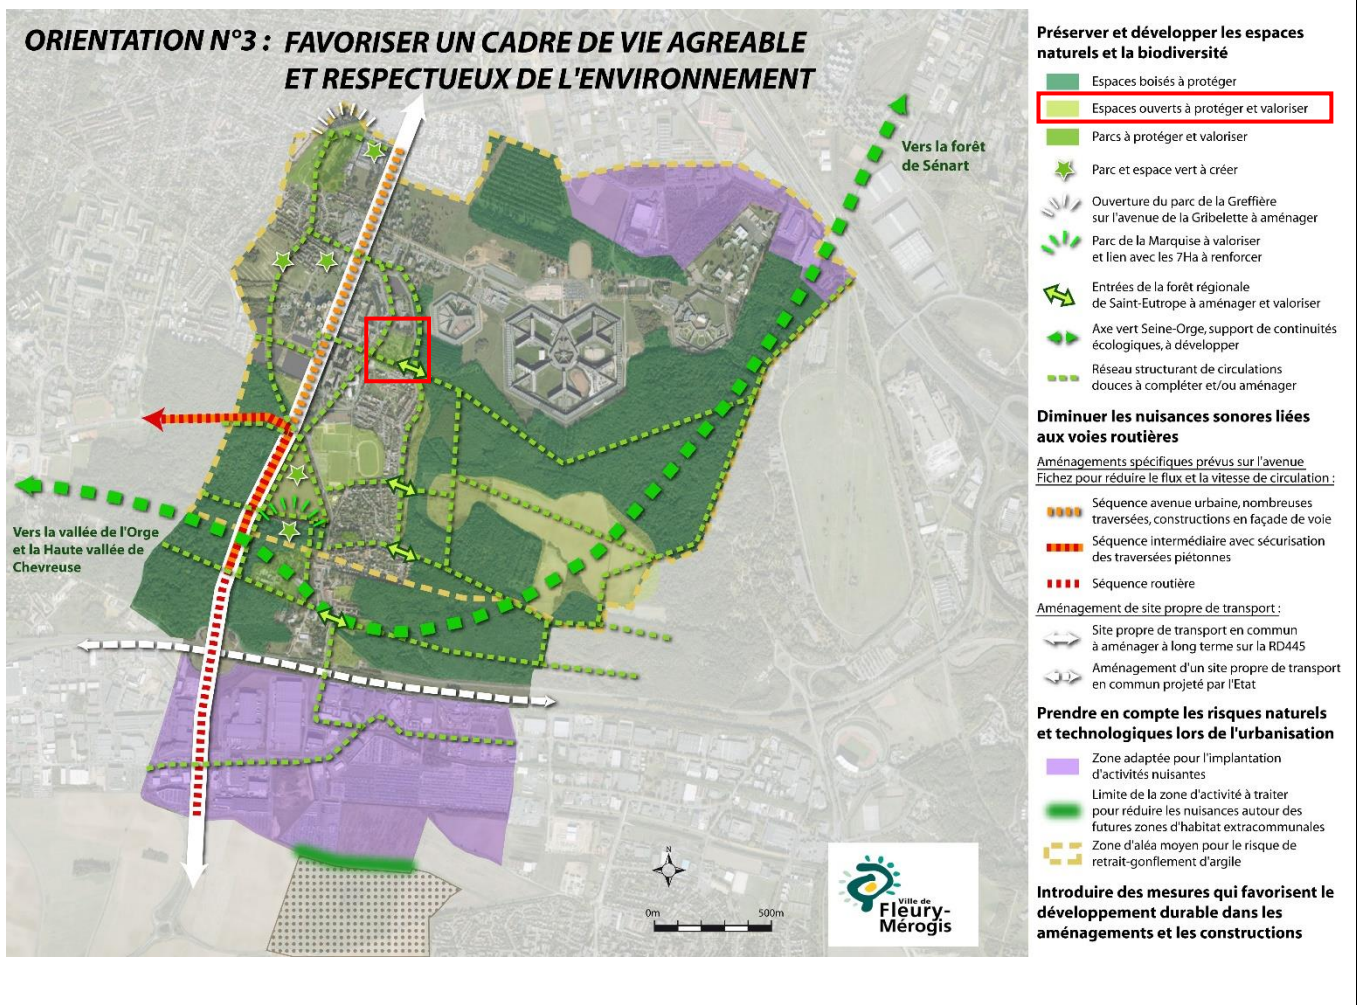 ORIENTATION N°3 : FAVORISER UN CADRE DE VIE AGREABLE
ET RESPECTUEUX DE L'ENVIRONNEMENT
Vers la forêt
de Sénart
Vers la vallée de l'Orge
et la Haute vallée de
Chevreuse
N
0m
500m
Ville de
Fleury-
Mérogis
Préserver et développer les espaces
naturels et la biodiversité
Espaces boisés à protéger
Espaces ouverts à protéger et valoriser
Parcs à protéger et valoriser
Parc et espace vert à créer
Ouverture du parc de la Greffière
sur l'avenue de la Gribelette à aménager
Parc de la Marquise à valoriser
et lien avec les 7Ha à renforcer
Entrées de la forêt régionale
de Saint-Eutrope à aménager et valoriser
Axe vert Seine-Orge, support de continuités
écologiques, à développer
Réseau structurant de circulations
douces à compléter et/ou aménager
Diminuer les nuisances sonores liées
aux voies routières
Aménagements spécifiques prévus sur l'avenue
Fichez pour réduire le flux et la vitesse de circulation :
Séquence avenue urbaine, nombreuses
traversées, constructions en façade de voie
Séquence intermédiaire avec sécurisation
des traversées piétonnes
Séquence routière
Aménagement de site propre de transport :
Site propre de transport en commun
à aménager à long terme sur la RD445
Aménagement d'un site propre de transport
en commun projeté par l'Etat
Prendre en compte les risques naturels
et technologiques lors de l'urbanisation
Zone adaptée pour l'implantation
d'activités nuisantes
Limite de la zone d'activité à traiter
pour réduire les nuisances autour des
futures zones d'habitat extracommunales
Zone d'aléa moyen pour le risque de
retrait-gonflement d'argile
Introduire des mesures qui favorisent le
développement durable dans les
aménagements et les constructions